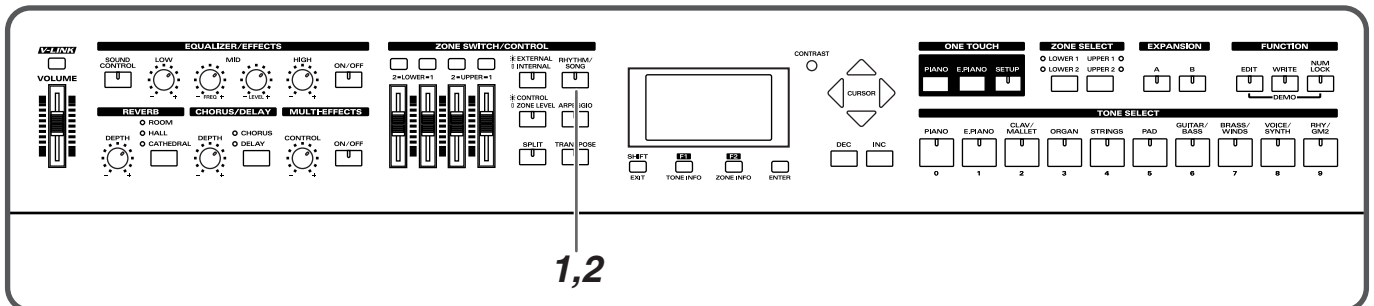 V-LINK
VOLUME
EQUALIZER/EFFECTS
SOUND CONTROL
LOW
MID
HIGH
ON/OFF
FREQ
LEVEL
REVERB
ROOM
HALL
CATHEDRAL
DEPTH
CHORUS/DELAY
DEPTH
CHORUS
DELAY
MULTI-EFFECTS
CONTROL
ON/OFF
ZONE SWITCH/CONTROL
2=LOWER=1
2=UPPER=1
EXTERNAL
INTERNAL
RHYTHM/
SONG
CONTROL
ZONE LEVEL
ARPEGGIO
SPLIT
TRANSPOSE
1,2
SHIFT
EXIT
F1
TONE INFO
F2
ZONE INFO
ENTER
CONTRAST
CURSOR
DEC
INC
ONE TOUCH
PIANO
E.PIANO
SETUP
ZONE SELECT
LOWER 1
UPPER 1
LOWER 2
UPPER 2
EXPANSION
A
B
FUNCTION
EDIT
WRITE
NUM
LOCK
DEMO
TONE SELECT
PIANO
E.PIANO
CLAV/
MALLET
ORGAN
STRINGS
PAD
GUITAR/
BASS
BRASS/
WINDS
VOICE/
SYNTH
RHY/
GM2
0
1
2
3
4
5
6
7
8
9